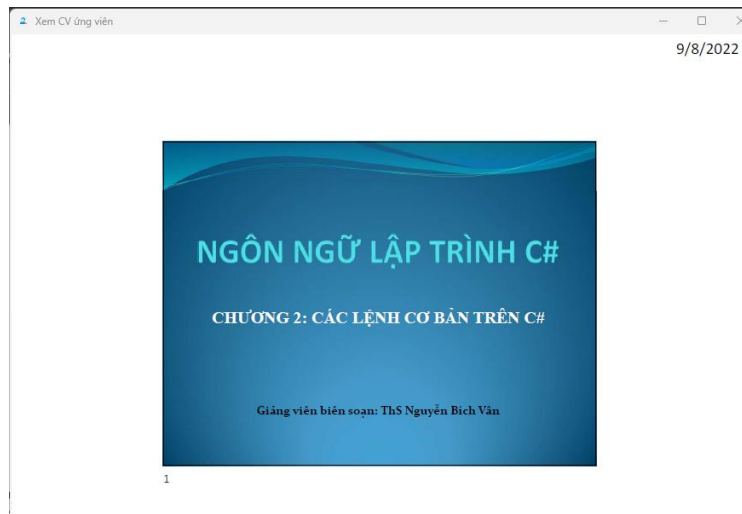 Xem CV ứng viên
9/8/2022
NGÔN NGỮ LẬP TRÌNH C#
CHƯƠNG 2: CÁC LỆNH CƠ BẢN TRÊN C#
Giảng viên biên soạn: ThS Nguyễn Bích Vân
1